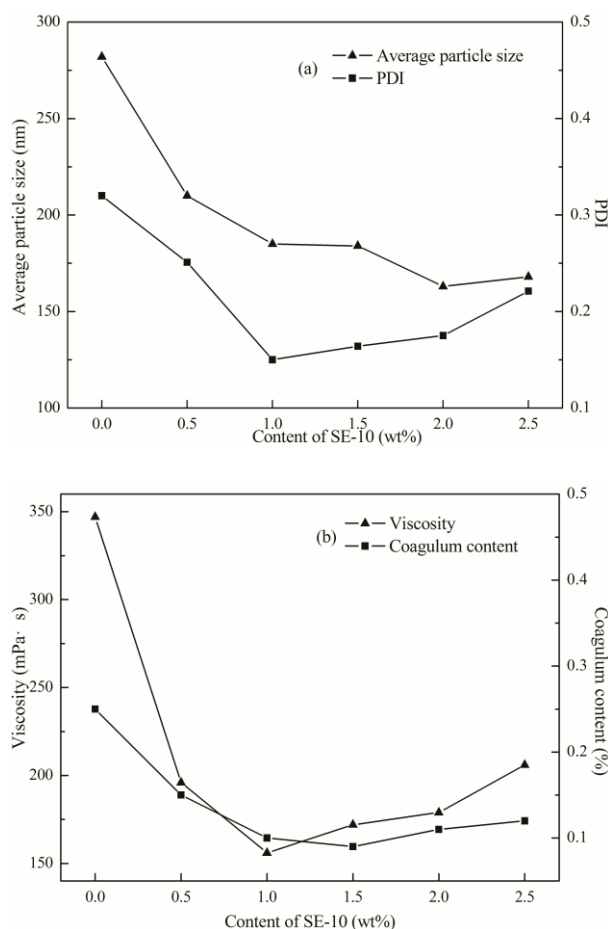 300
250
200
150
100
Average particle size (nm)
(a)
Average particle size
PDI
0.5
0.4
0.3
0.2
0.1
PDI
0.0 0.5 1.0 1.5 2.0 2.5
Content of SE-10 (wt%)
350
300
250
200
150
Viscosity (mPa· s)
(b)
Viscosity
Coagulum content
0.5
0.4
0.3
0.2
0.1
Coagulum content (%)
0.0 0.5 1.0 1.5 2.0 2.5
Content of SE-10 (wt%)